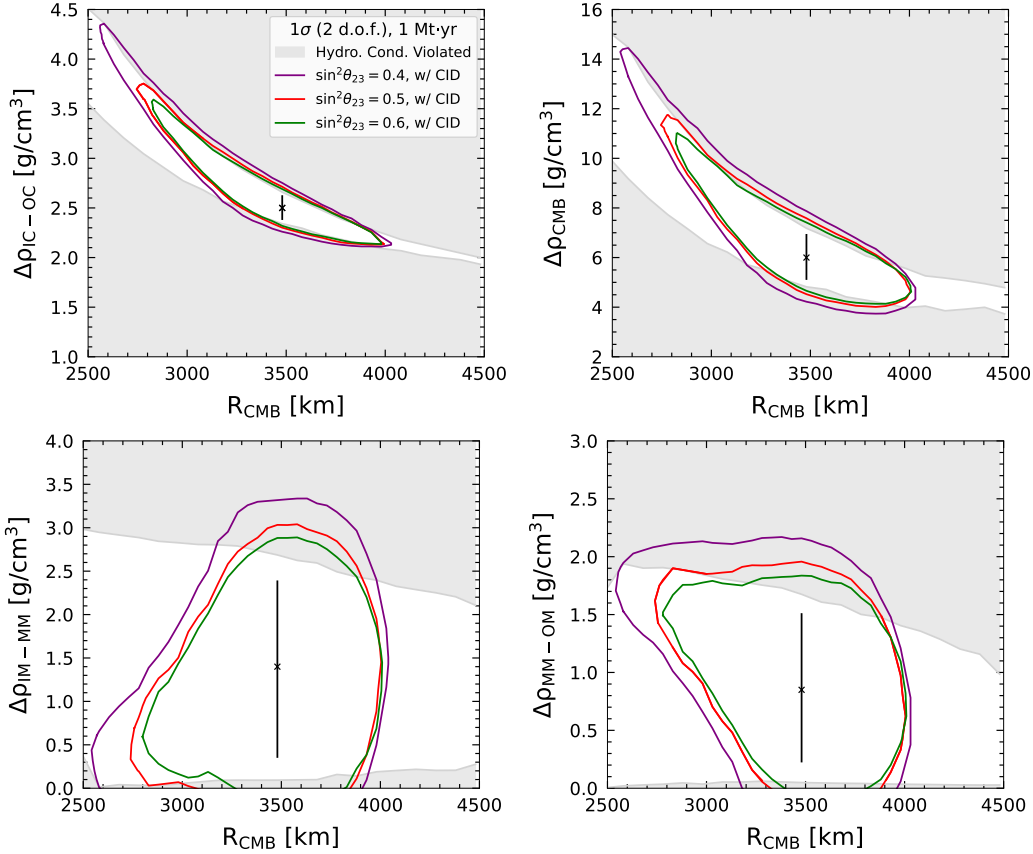 4.5
4.0
3.5
3.0
2.5
2.0
1.5
1.0
Δρ_IC−OC [g/cm³]
2500 3000 3500 4000 4500
R_CMB [km]
1σ (2 d.o.f.), 1 Mt·yr
Hydro. Cond. Violated
sin²θ₂₃ = 0.4, w/ CID
sin²θ₂₃ = 0.5, w/ CID
sin²θ₂₃ = 0.6, w/ CID
16
14
12
10
8
6
4
2
Δρ_CMB [g/cm³]
2500 3000 3500 4000 4500
R_CMB [km]
4.0
3.5
3.0
2.5
2.0
1.5
1.0
0.5
0.0
Δρ_IM−MM [g/cm³]
2500 3000 3500 4000 4500
R_CMB [km]
3.0
2.5
2.0
1.5
1.0
0.5
0.0
Δρ_MM−OM [g/cm³]
2500 3000 3500 4000 4500
R_CMB [km]